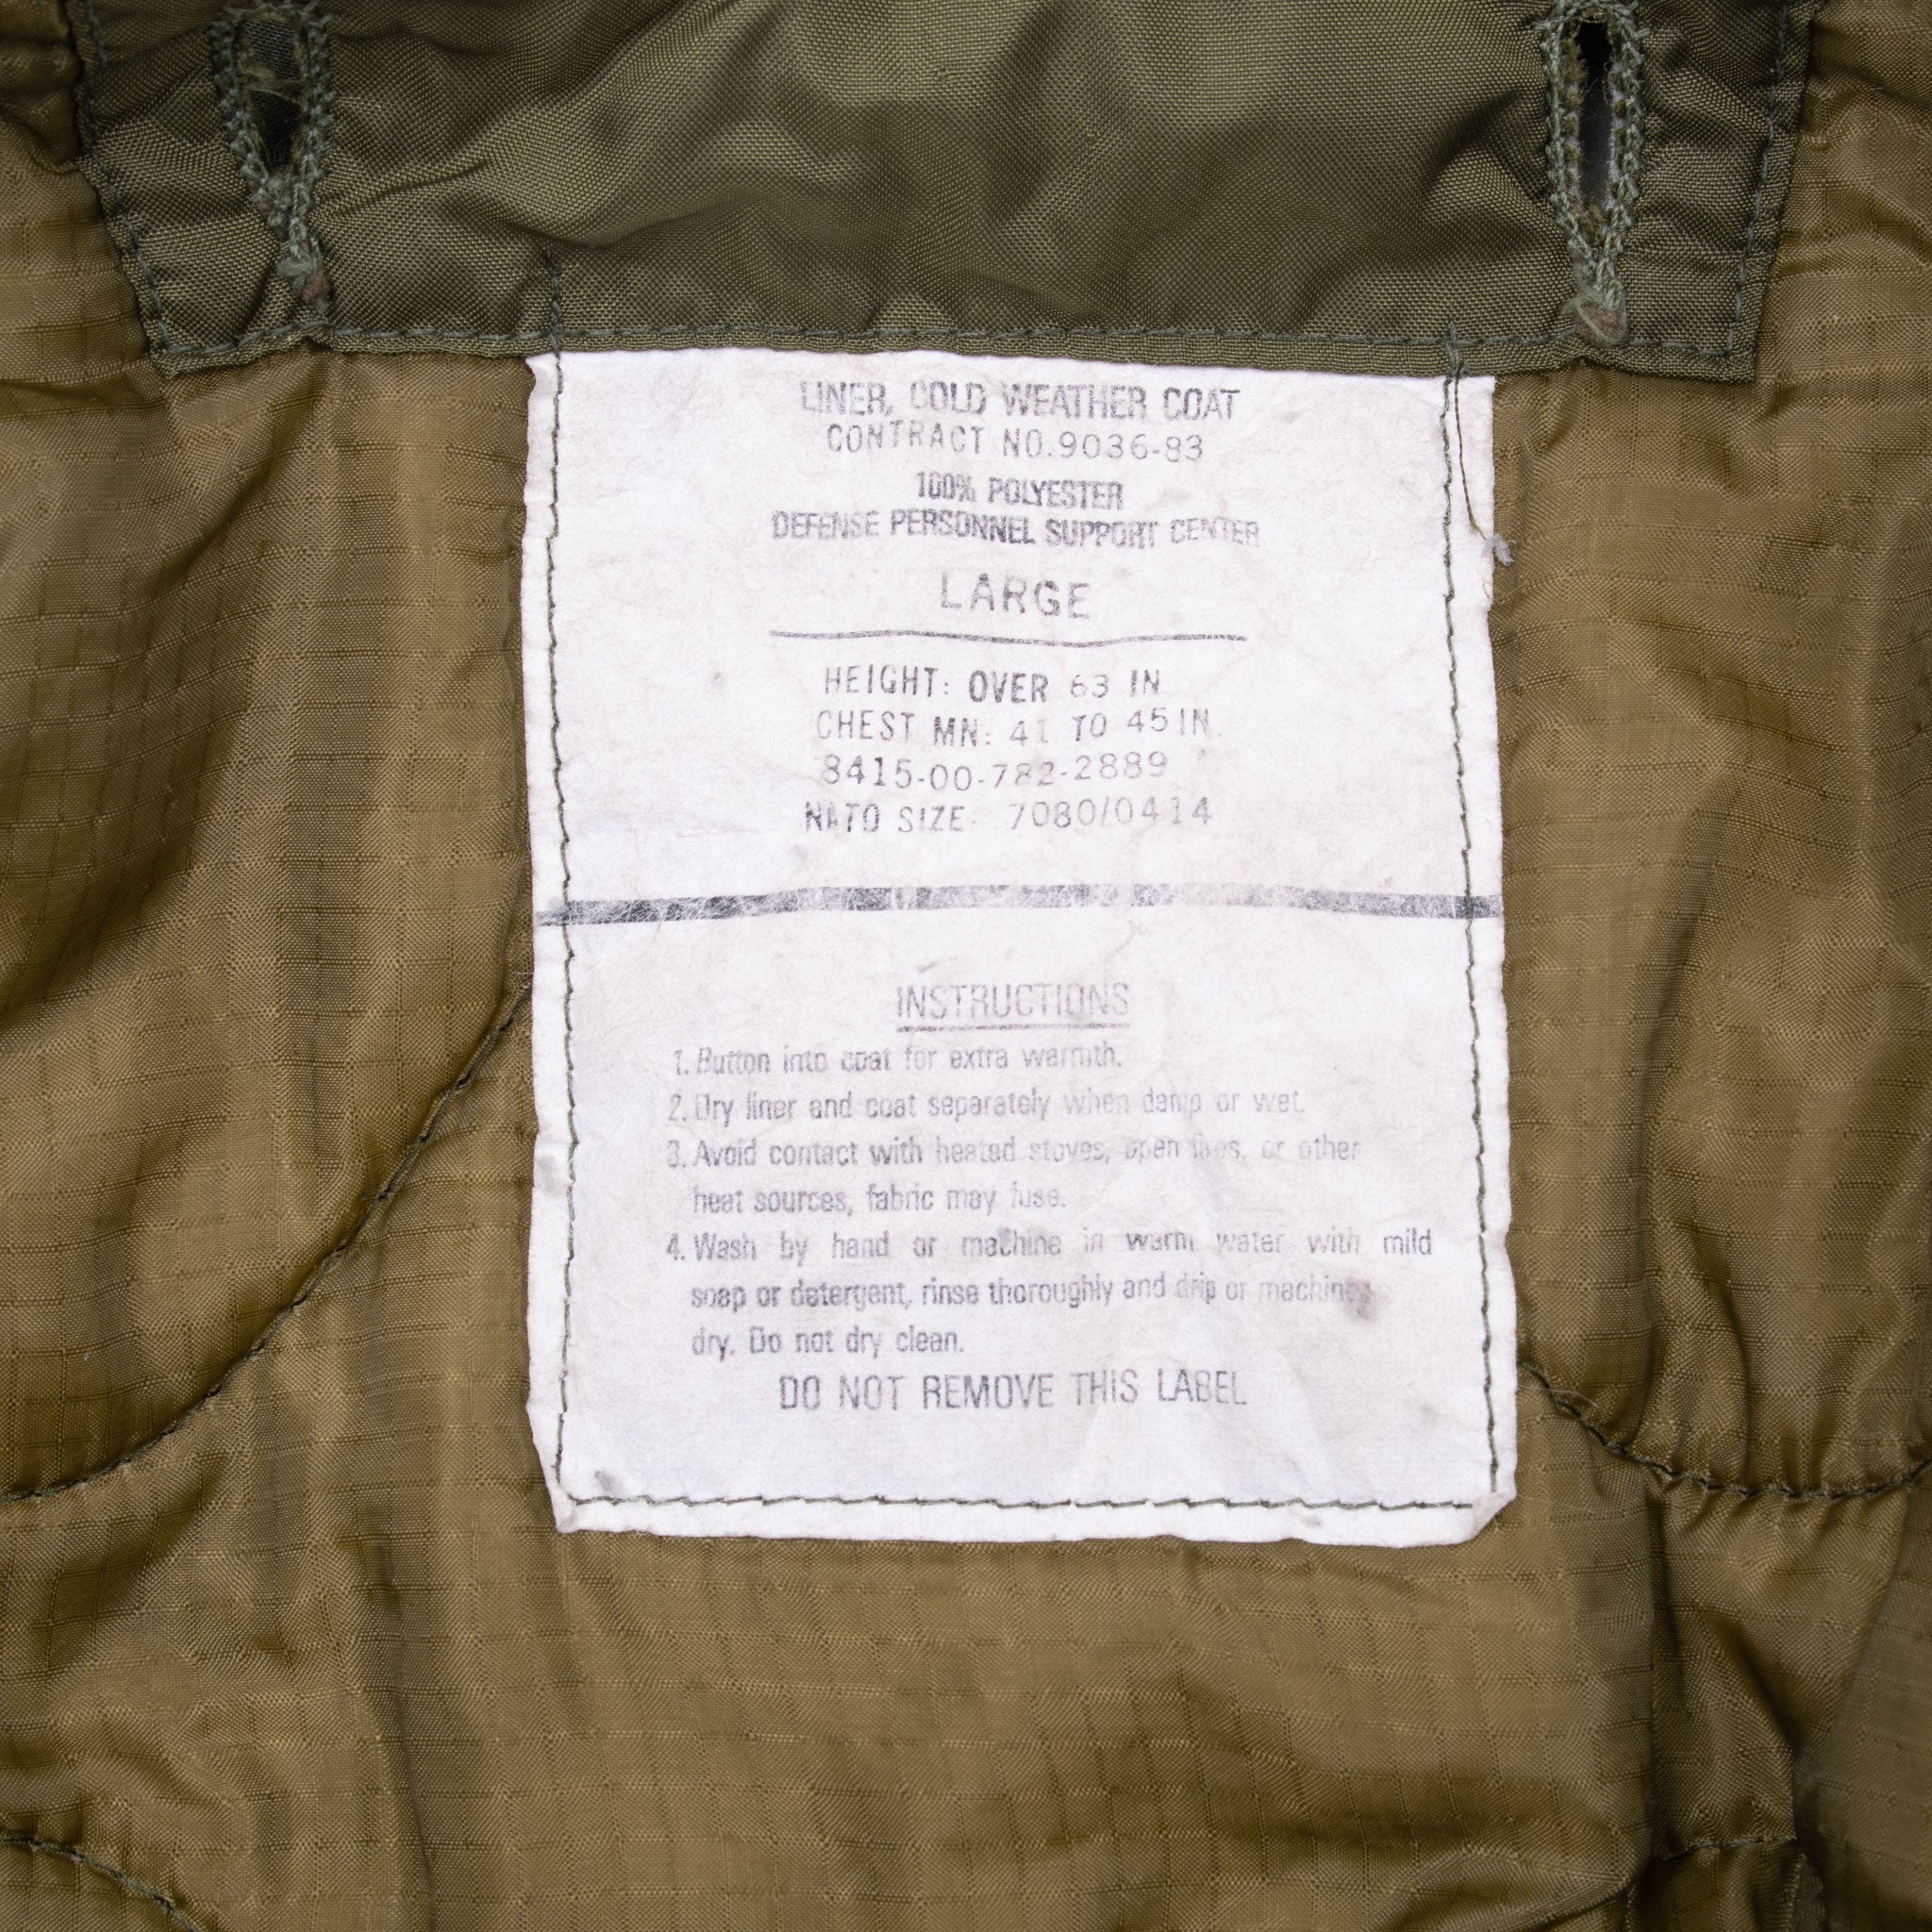 LINER, COLD WEATHER COAT
CONTRACT NO.9036-83
100% POLYESTER
DEFENSE PERSONNEL SUPPORT CENTER
LARGE
HEIGHT: OVER 63 IN
CHEST MN: 41 TO 45IN.
8415-00-782-2889
NATO SIZE: 7080/0414
INSTRUCTIONS
1. Button into coat for extra warmth.
2. Dry liner and coat separately when damp or wet.
3. Avoid contact with heated stoves, open fires, or other
heat sources, fabric may fuse.
4. Wash by hand or machine in warm water with mild
soap or detergent, rinse thoroughly and drip or machine
dry. Do not dry clean.
DO NOT REMOVE THIS LABEL